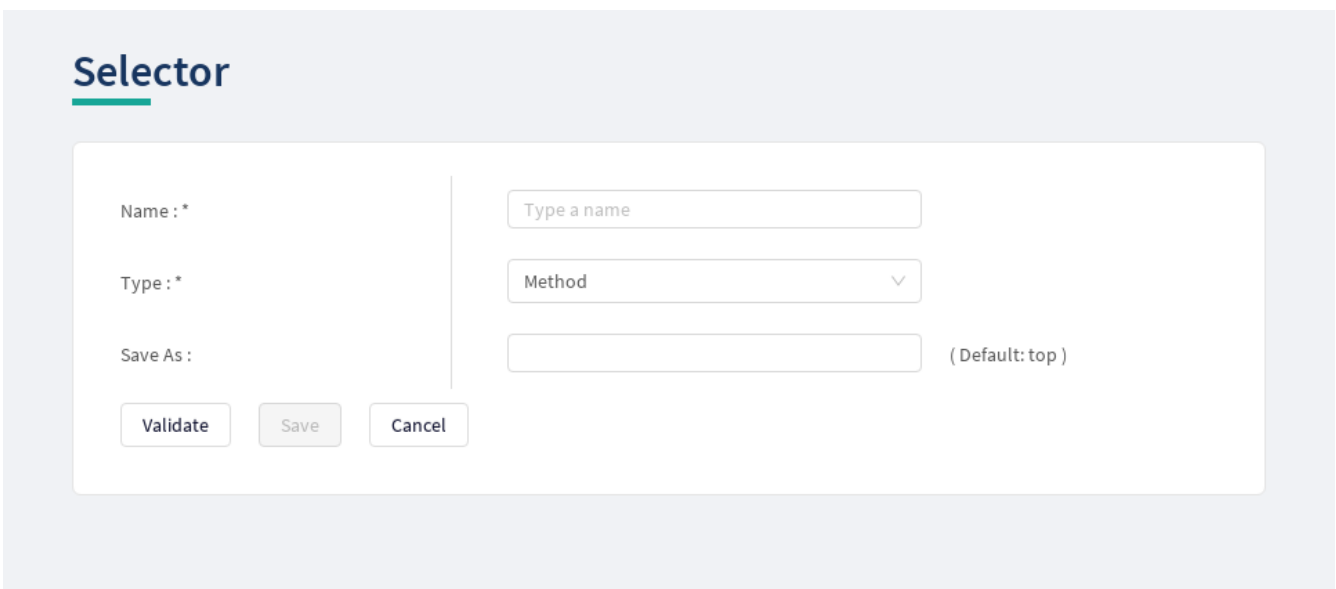 Selector
Name : *
Type a name
Type : *
Method
Save As :
( Default: top )
Validate Save Cancel